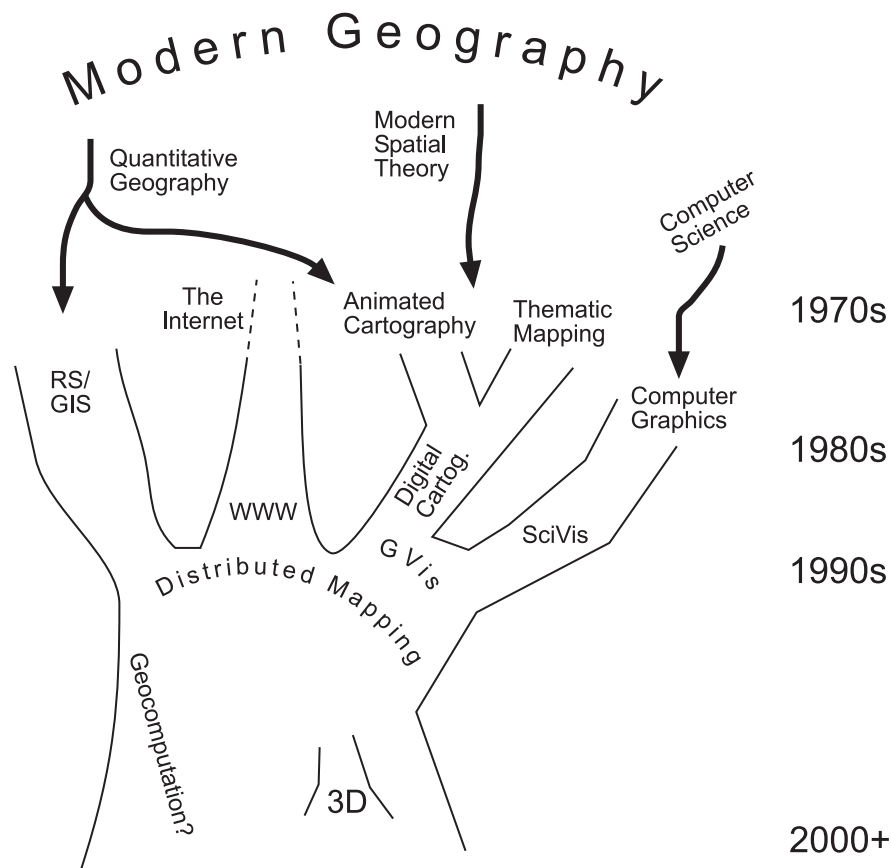 Modern Geography
Quantitative
Geography
Modern
Spatial
Theory
Computer
Science
The
Internet
Animated
Cartography
Thematic
Mapping
1970s
RS/
GIS
Computer
Graphics
Digital
Cartog.
1980s
WWW
SciVis
GVis
Distributed Mapping
1990s
Geocomputation?
3D
2000+